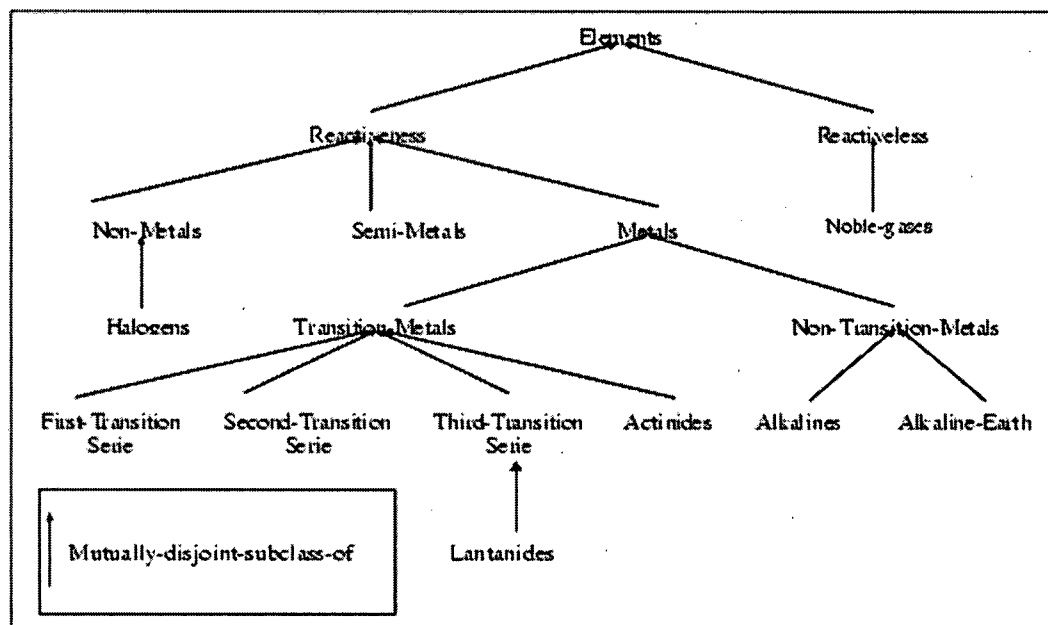 Elements
Reactiveness Reactiveless
Non-Metals Semi-Metals Metals Noble-gases
Halogens Transition-Metals Non-Transition-Metals
First-Transition Second-Transition Third-Transition Actinides Alkalines Alkaline-Earth
Serie Serie Serie
Mutually-disjoint-subclass-of Lantanides